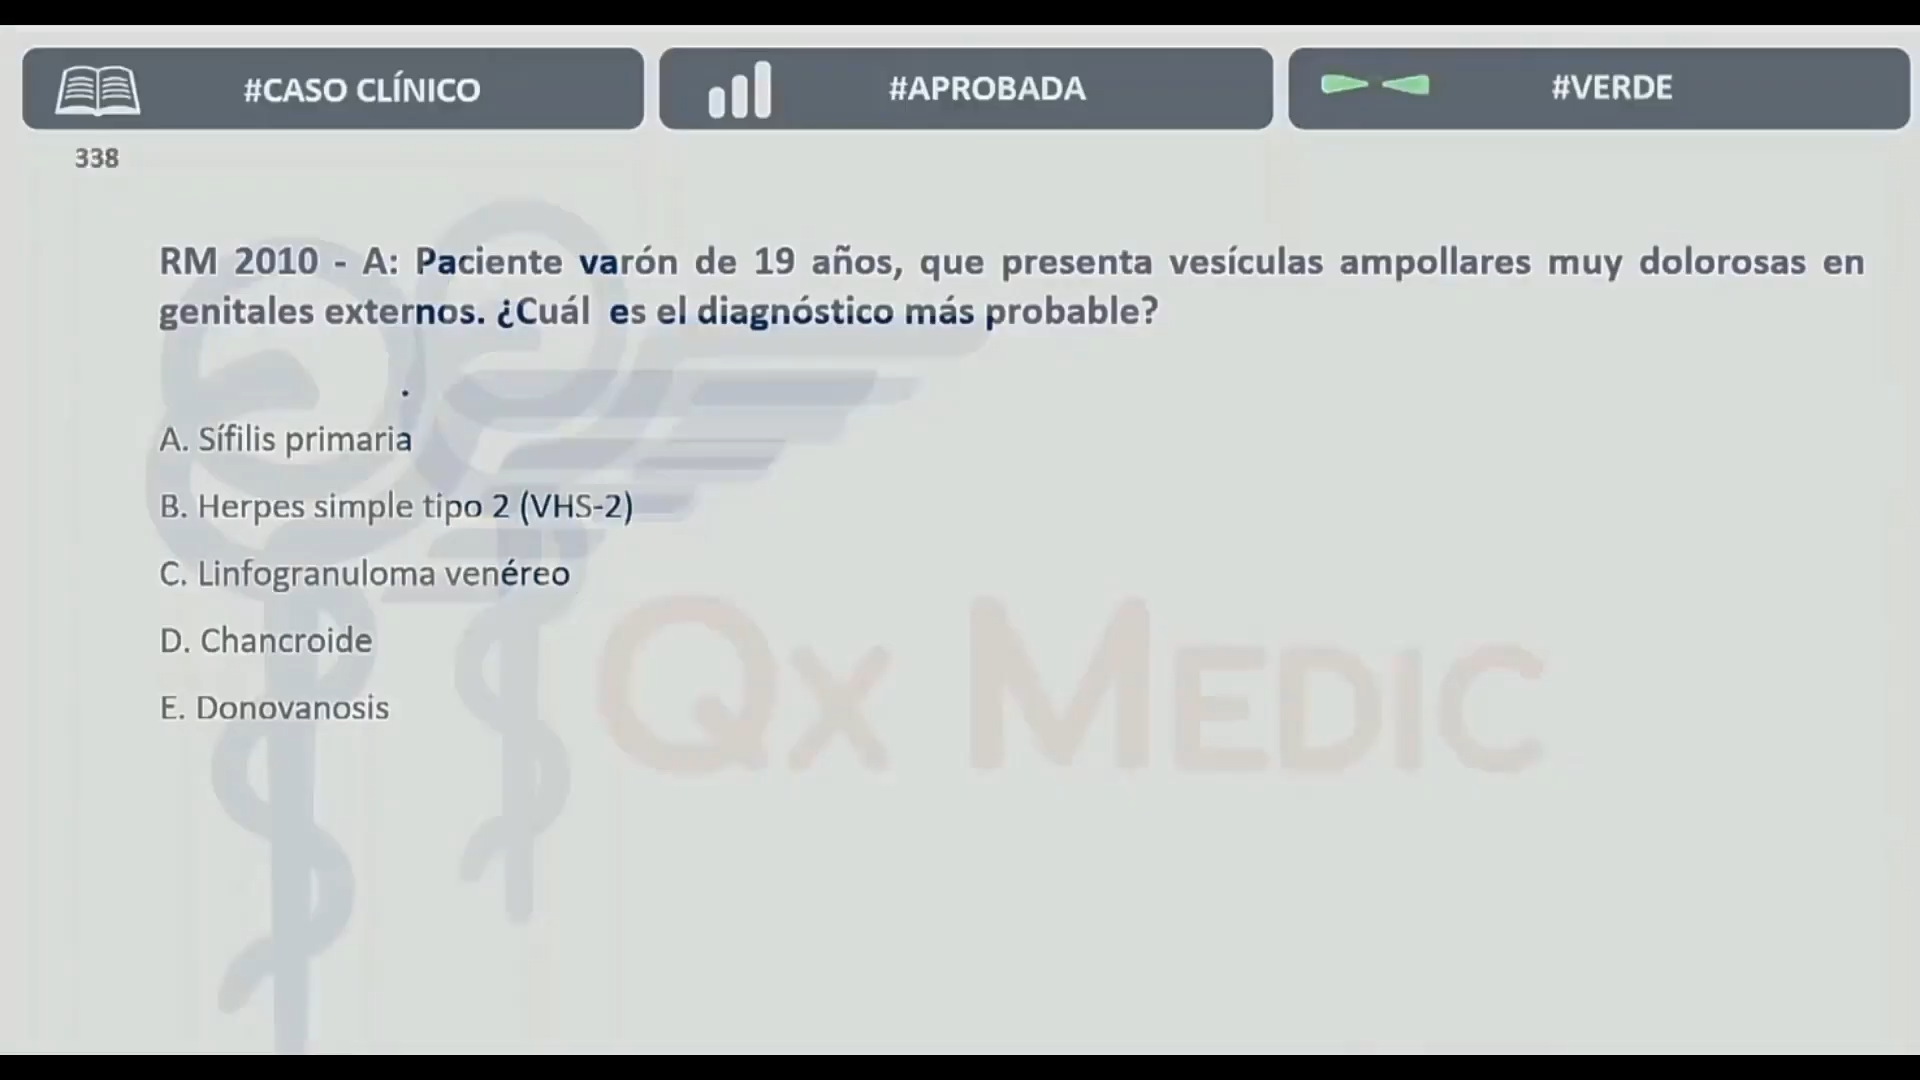 #CASO CLÍNICO
#APROBADA
#VERDE
338
RM 2010 - A: Paciente varón de 19 años, que presenta vesículas ampollares muy dolorosas en
genitales externos. ¿Cuál es el diagnóstico más probable?
A. Sífilis primaria
B. Herpes simple tipo 2 (VHS-2)
C. Linfogranuloma venéreo
D. Chancroide
E. Donovanosis
QX MEDIC